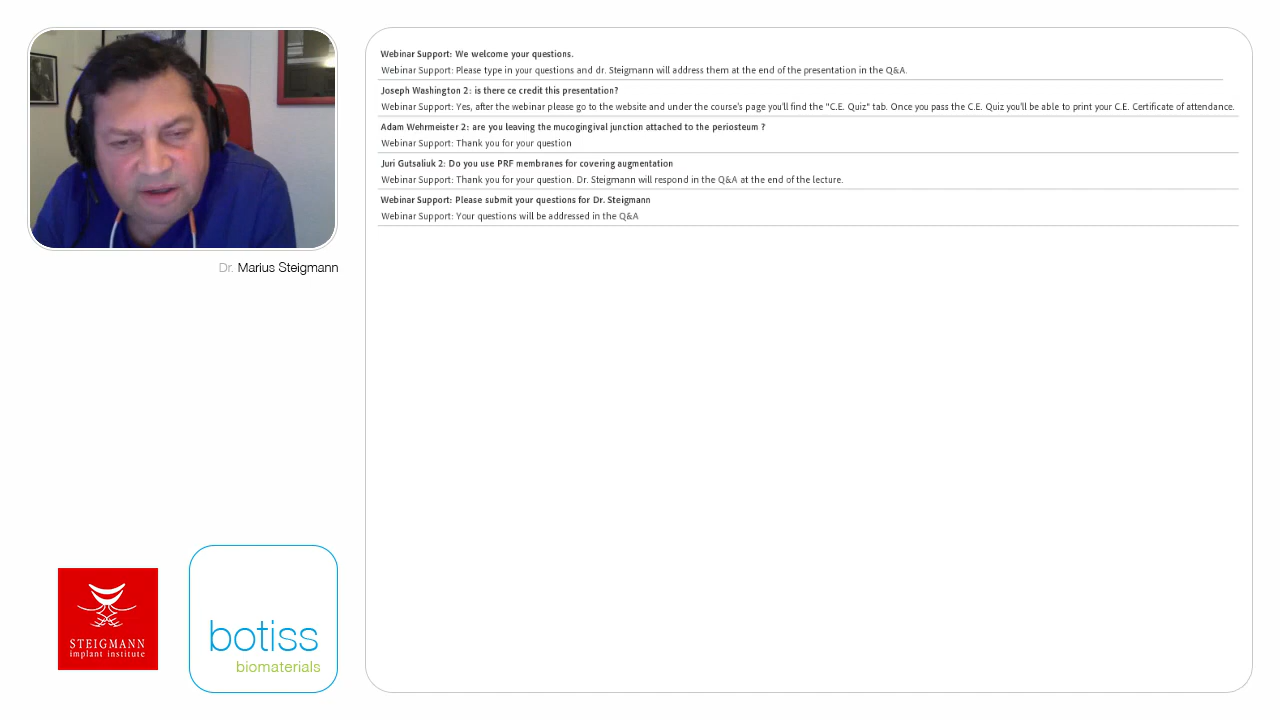 Webinar Support: We welcome your questions.
Webinar Support: Please type in your questions and dr. Steigmann will address them at the end of the presentation in the Q&A.
Joseph Washington 2: is there ce credit this presentation?
Webinar Support: Yes, after the webinar please go to the website and under the course's page you'll find the "C.E. Quiz" tab. Once you pass the C.E. Quiz you'll be able to print your C.E. Certificate of attendance.
Adam Wehrmeister 2: are you leaving the mucogingival junction attached to the periosteum ?
Webinar Support: Thank you for your question
Juri Gutsaliuk 2: Do you use PRF membranes for covering augmentation
Webinar Support: Thank you for your question. Dr. Steigmann will respond in the Q&A at the end of the lecture.
Webinar Support: Please submit your questions for Dr. Steigmann
Webinar Support: Your questions will be addressed in the Q&A
Dr. Marius Steigmann
STEIGMANN
implant institute
botiss
biomaterials